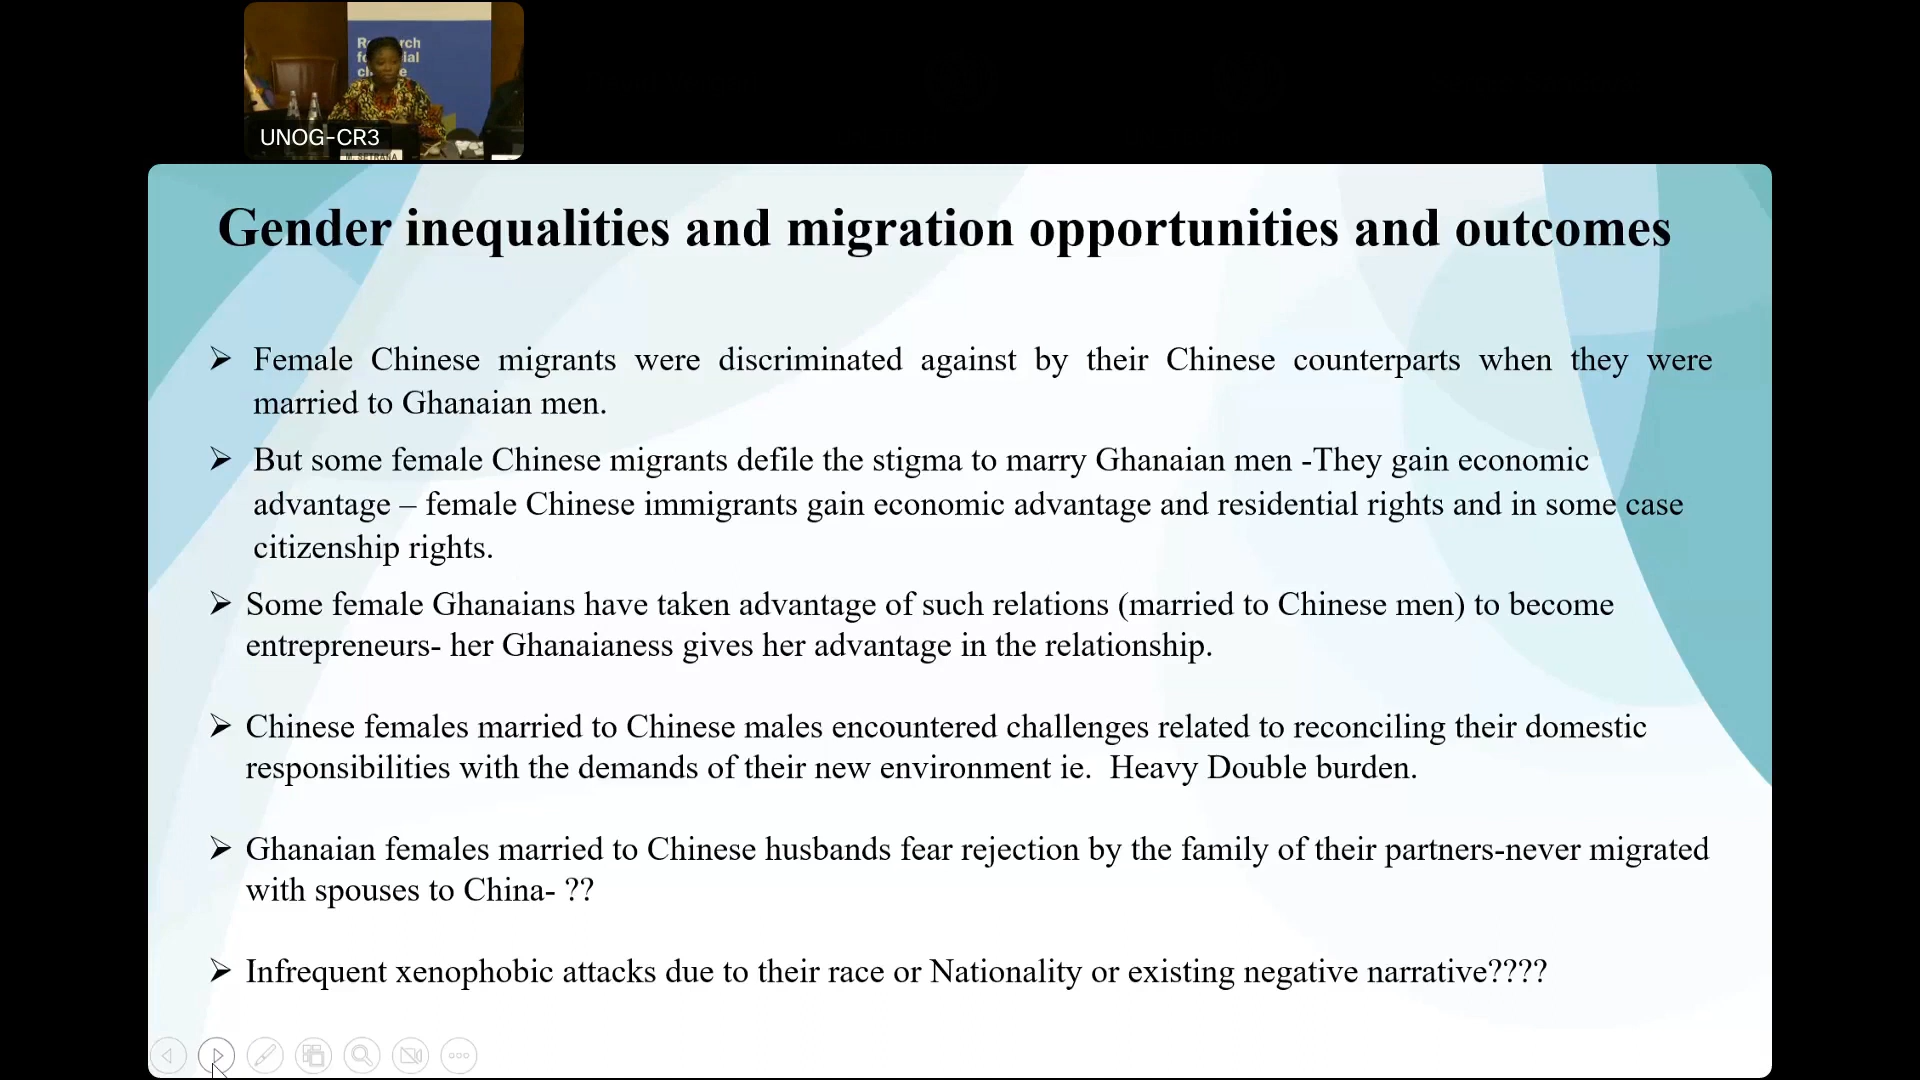 Research
for social
change
UNOG-CR3
M. SETRANA
Gender inequalities and migration opportunities and outcomes
Female Chinese migrants were discriminated against by their Chinese counterparts when they were
married to Ghanaian men.
But some female Chinese migrants defile the stigma to marry Ghanaian men -They gain economic
advantage – female Chinese immigrants gain economic advantage and residential rights and in some case
citizenship rights.
Some female Ghanaians have taken advantage of such relations (married to Chinese men) to become
entrepreneurs- her Ghanaianess gives her advantage in the relationship.
Chinese females married to Chinese males encountered challenges related to reconciling their domestic
responsibilities with the demands of their new environment ie. Heavy Double burden.
Ghanaian females married to Chinese husbands fear rejection by the family of their partners-never migrated
with spouses to China- ??
Infrequent xenophobic attacks due to their race or Nationality or existing negative narrative????